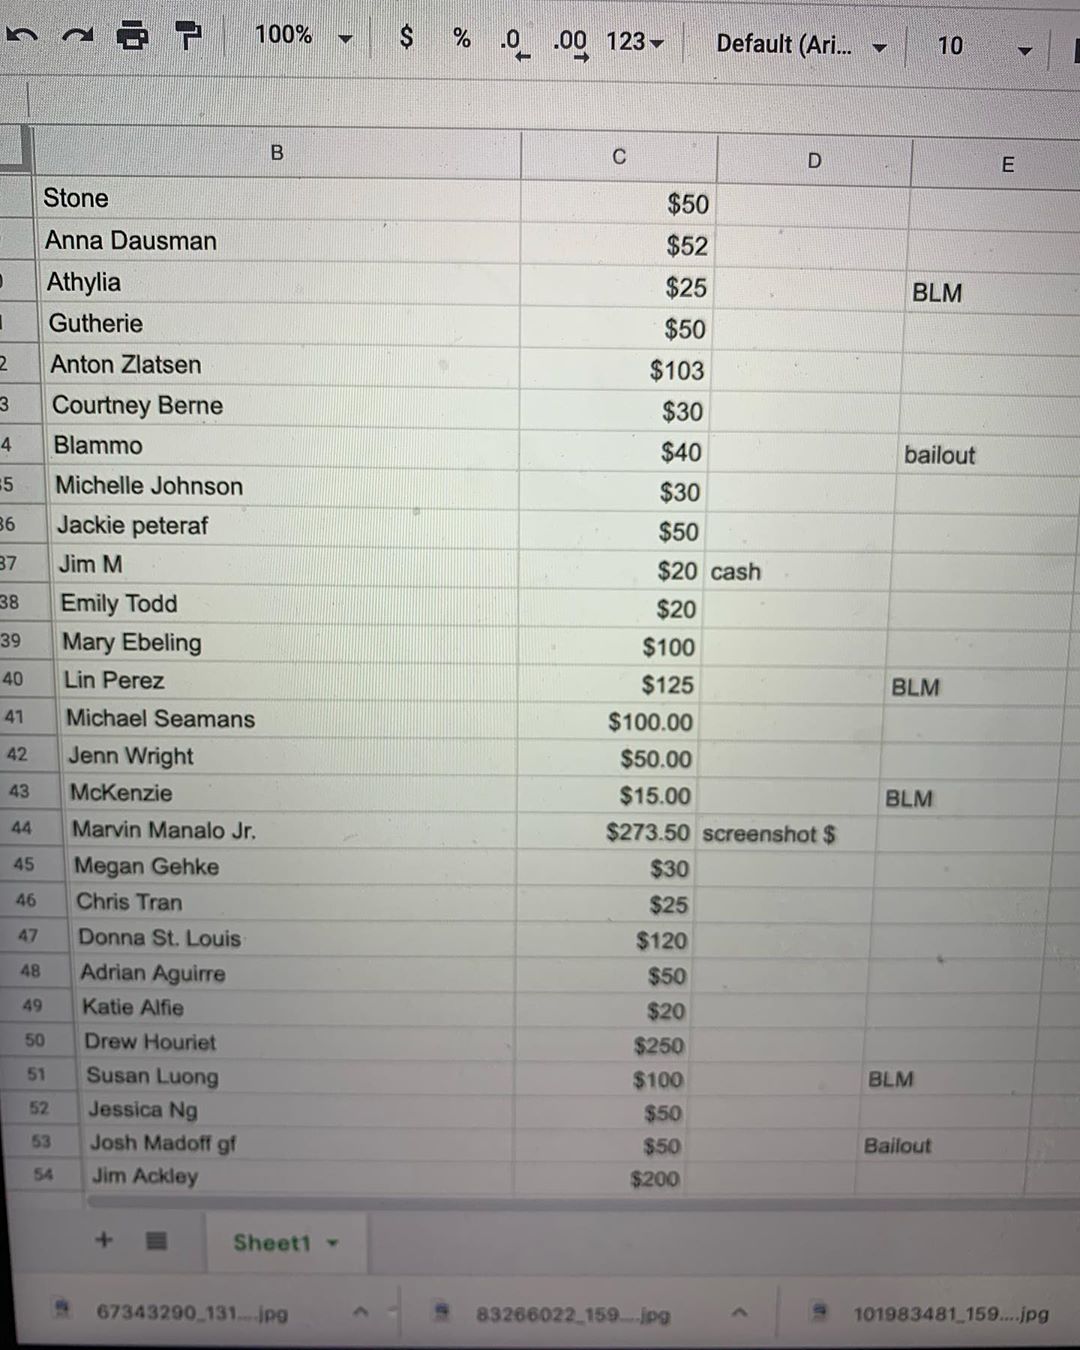 100% $ % .0 .00 123 Default (Ari... 10
B C D E
Stone $50
Anna Dausman $52
Athylia $25 BLM
Gutherie $50
2 Anton Zlatsen $103
3 Courtney Berne $30
4 Blammo $40 bailout
35 Michelle Johnson $30
36 Jackie peteraf $50
37 Jim M $20 cash
38 Emily Todd $20
39 Mary Ebeling $100
40 Lin Perez $125 BLM
41 Michael Seamans $100.00
42 Jenn Wright $50.00
43 McKenzie $15.00 BLM
44 Marvin Manalo Jr. $273.50 screenshot $
45 Megan Gehke $30
46 Chris Tran $25
47 Donna St. Louis $120
48 Adrian Aguirre $50
49 Katie Alfie $20
50 Drew Houriet $250
51 Susan Luong $100 BLM
52 Jessica Ng $50
53 Josh Madoff gf $50 Bailout
54 Jim Ackley $200
+ Sheet1
67343290_131....jpg 83266022_159....jpg 101983481_159....jpg